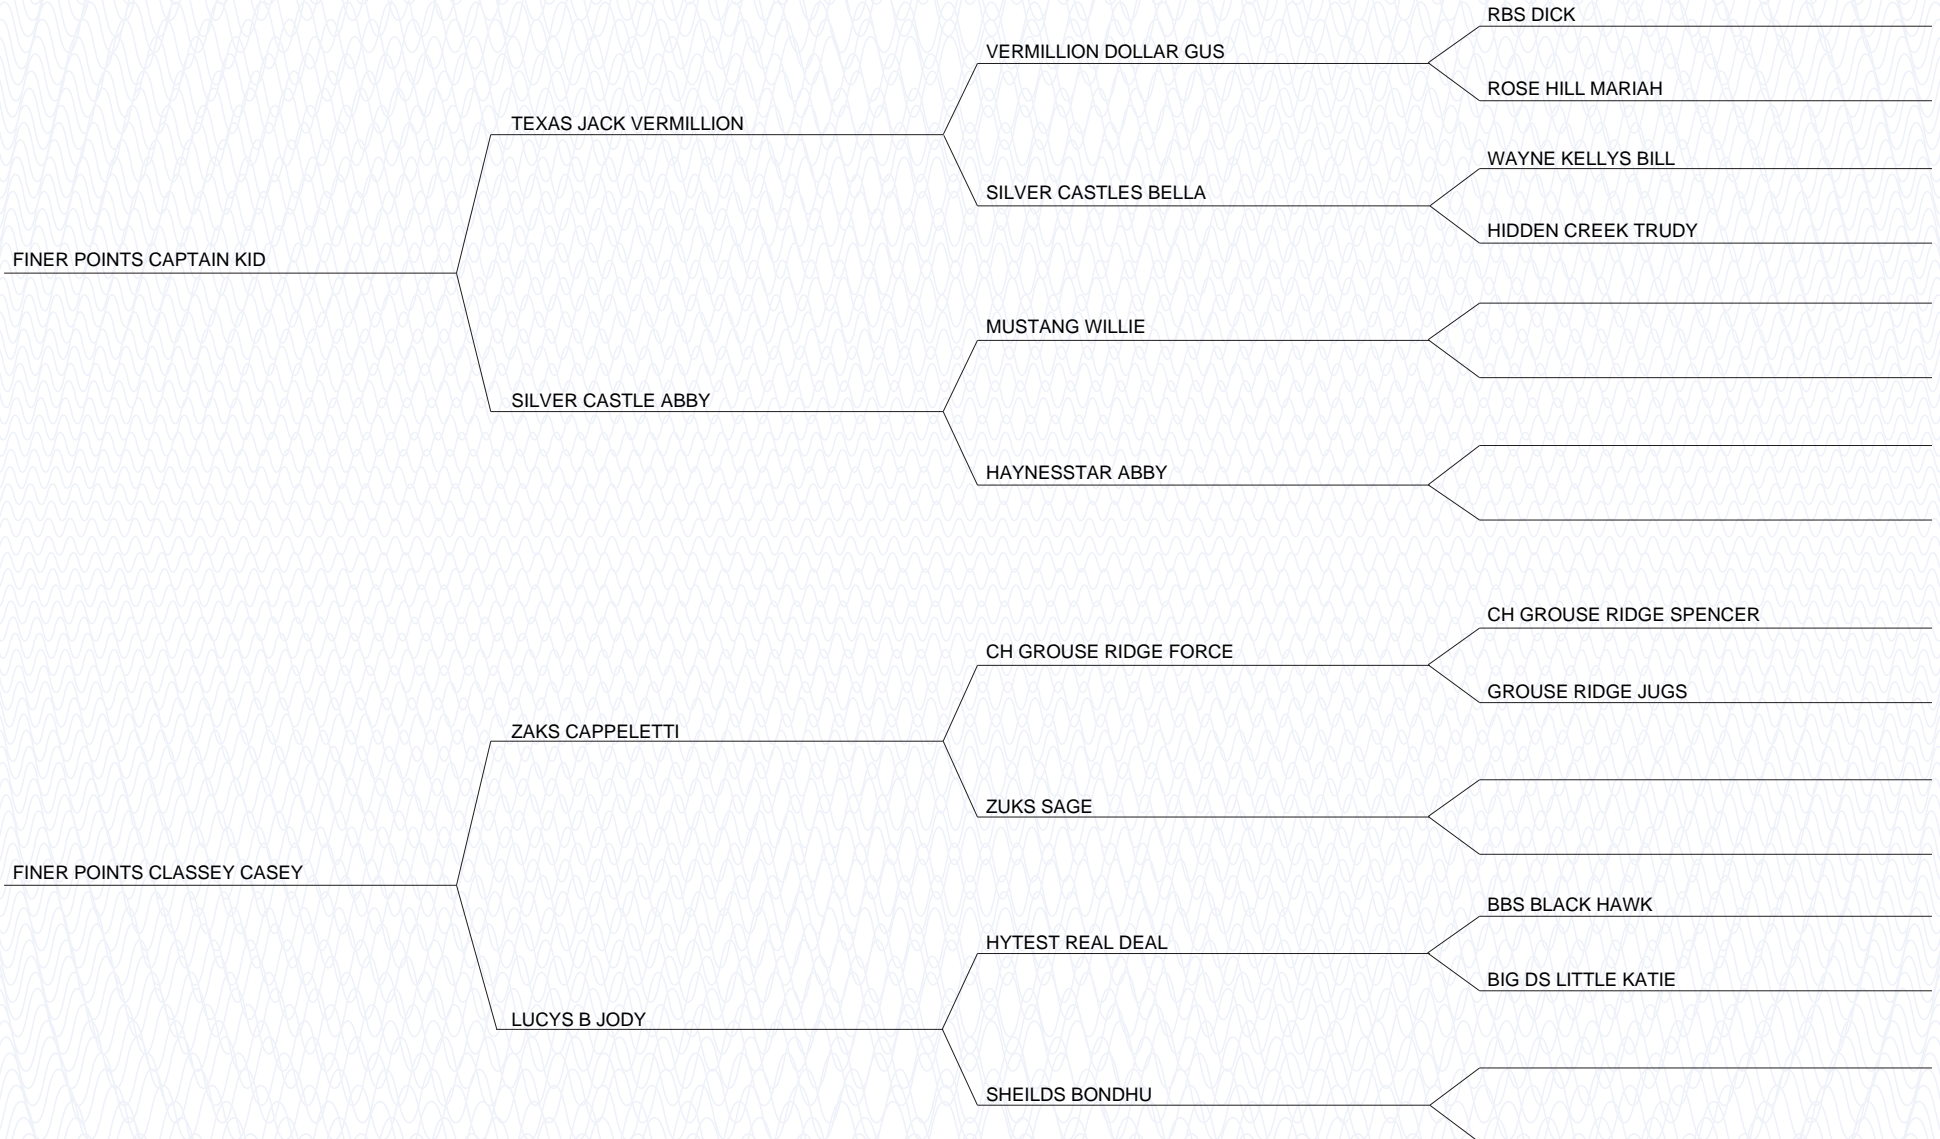 RBS DICK
VERMILLION DOLLAR GUS
ROSE HILL MARIAH
TEXAS JACK VERMILLION
WAYNE KELLYS BILL
SILVER CASTLES BELLA
HIDDEN CREEK TRUDY
FINER POINTS CAPTAIN KID
MUSTANG WILLIE
SILVER CASTLE ABBY
HAYNESSTAR ABBY
CH GROUSE RIDGE SPENCER
CH GROUSE RIDGE FORCE
GROUSE RIDGE JUGS
ZAKS CAPPELETTI
ZUKS SAGE
FINER POINTS CLASSEY CASEY
BBS BLACK HAWK
HYTEST REAL DEAL
BIG DS LITTLE KATIE
LUCYS B JODY
SHEILDS BONDHU